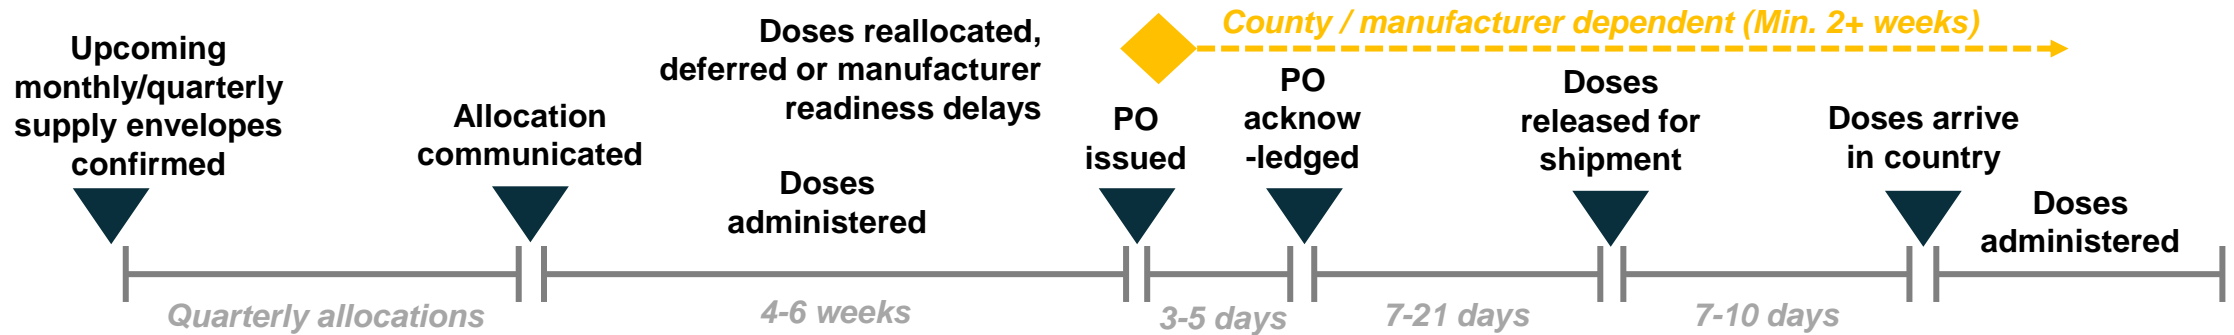 County / manufacturer dependent (Min. 2+ weeks)
Upcoming
monthly/quarterly
supply envelopes
confirmed
Allocation
communicated
Doses reallocated,
deferred or manufacturer
readiness delays
Doses
administered
PO
issued
PO
acknow
-ledged
Doses
released for
shipment
Doses arrive
in country
Doses
administered
Quarterly allocations
4-6 weeks
3-5 days
7-21 days
7-10 days